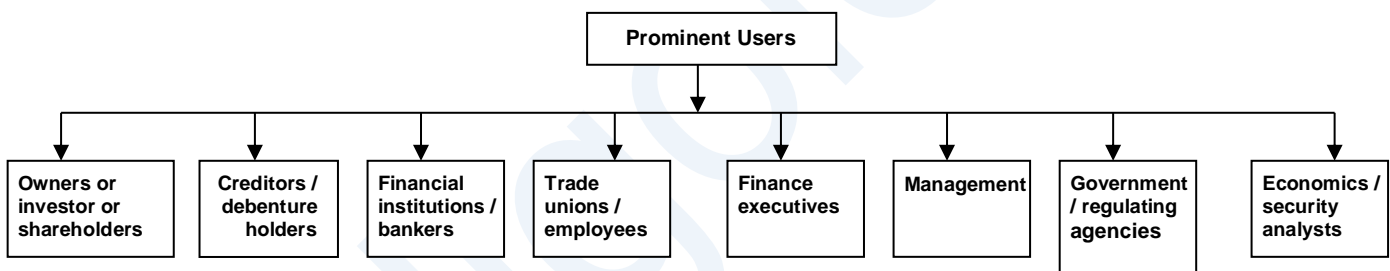 Prominent Users
Owners or
investor or
shareholders
Creditors /
debenture
holders
Financial
institutions /
bankers
Trade
unions /
employees
Finance
executives
Management
Government
/ regulating
agencies
Economics /
security
analysts